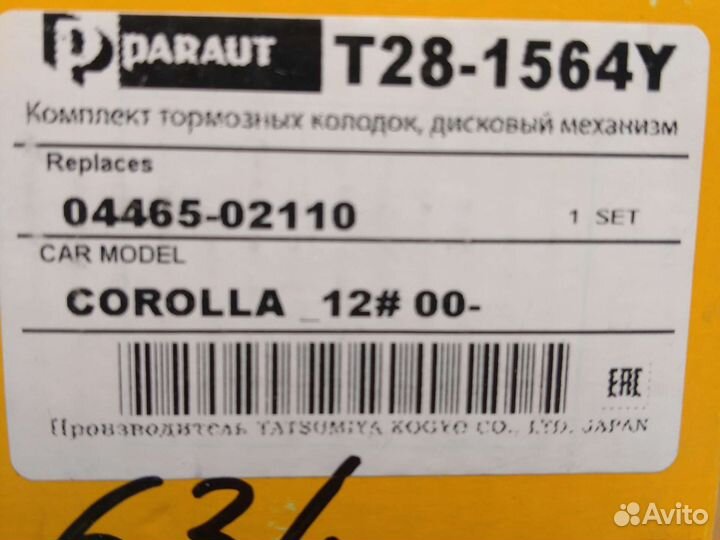 PARAUT T28-1564Y
Комплект тормозных колодок, дисковый механизм
Replaces
04465-02110 1 SET
CAR MODEL
COROLLA _12# 00-
EAC
Производитель TATSUMIYA KOGYO CO., LTD. JAPAN
Avito